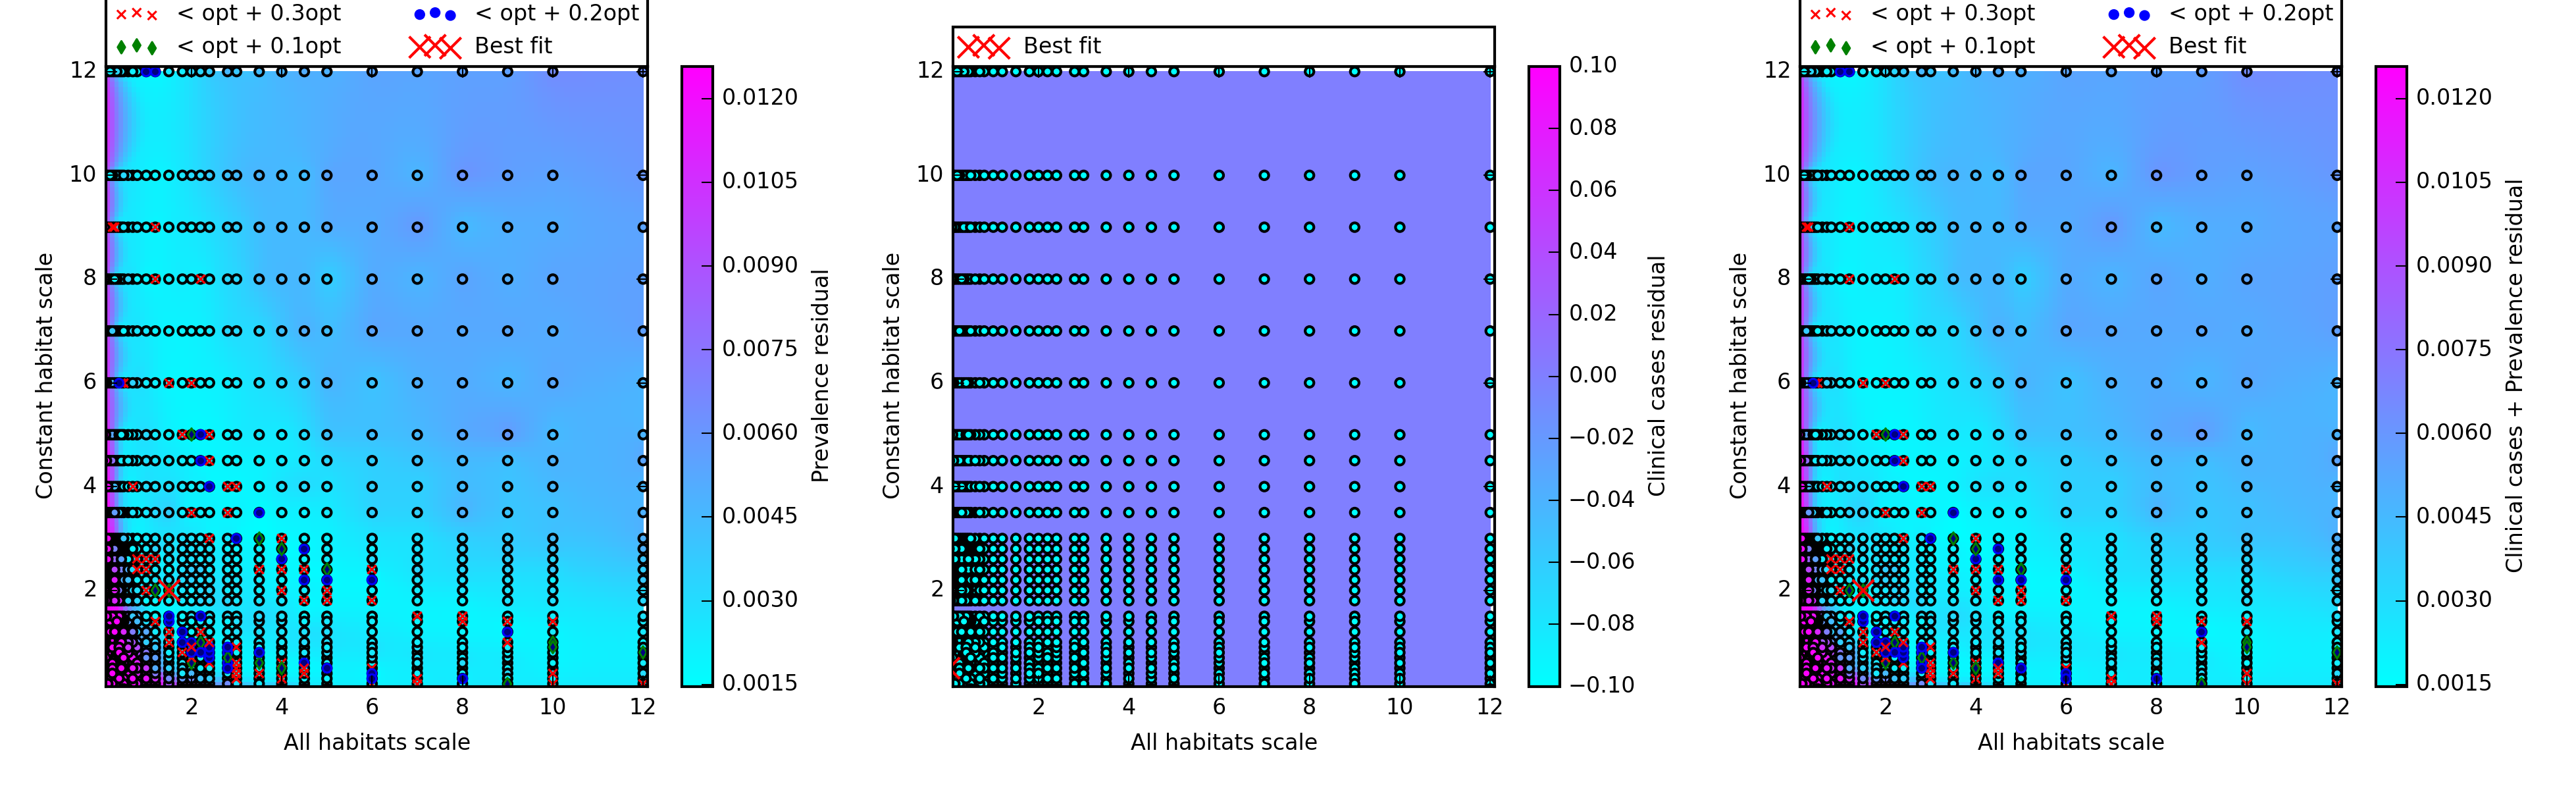 < opt + 0.3opt
< opt + 0.2opt
< opt + 0.1opt
Best fit
12
10
8
6
4
2
Constant habitat scale
2 4 6 8 10 12
All habitats scale
0.0120
0.0105
0.0090
0.0075
0.0060
0.0045
0.0030
0.0015
Prevalence residual
Best fit
12
10
8
6
4
2
Constant habitat scale
2 4 6 8 10 12
All habitats scale
0.10
0.08
0.06
0.04
0.02
0.00
−0.02
−0.04
−0.06
−0.08
−0.10
Clinical cases residual
< opt + 0.3opt
< opt + 0.2opt
< opt + 0.1opt
Best fit
12
10
8
6
4
2
Constant habitat scale
2 4 6 8 10 12
All habitats scale
0.0120
0.0105
0.0090
0.0075
0.0060
0.0045
0.0030
0.0015
Clinical cases + Prevalence residual